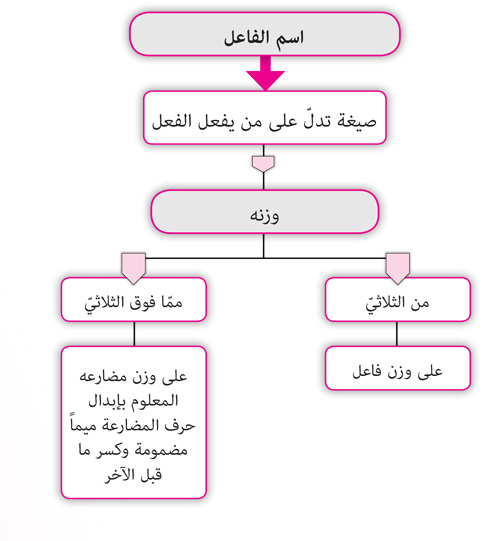 اسم الفاعل
صيغة تدلّ على من يفعل الفعل
وزنه
من الثلاثيّ
على وزن فاعل
ممّا فوق الثلاثيّ
على وزن مضارعه
المعلوم بإبدال
حرف المضارعة ميماً
مضمومة وكسر ما
قبل الآخر